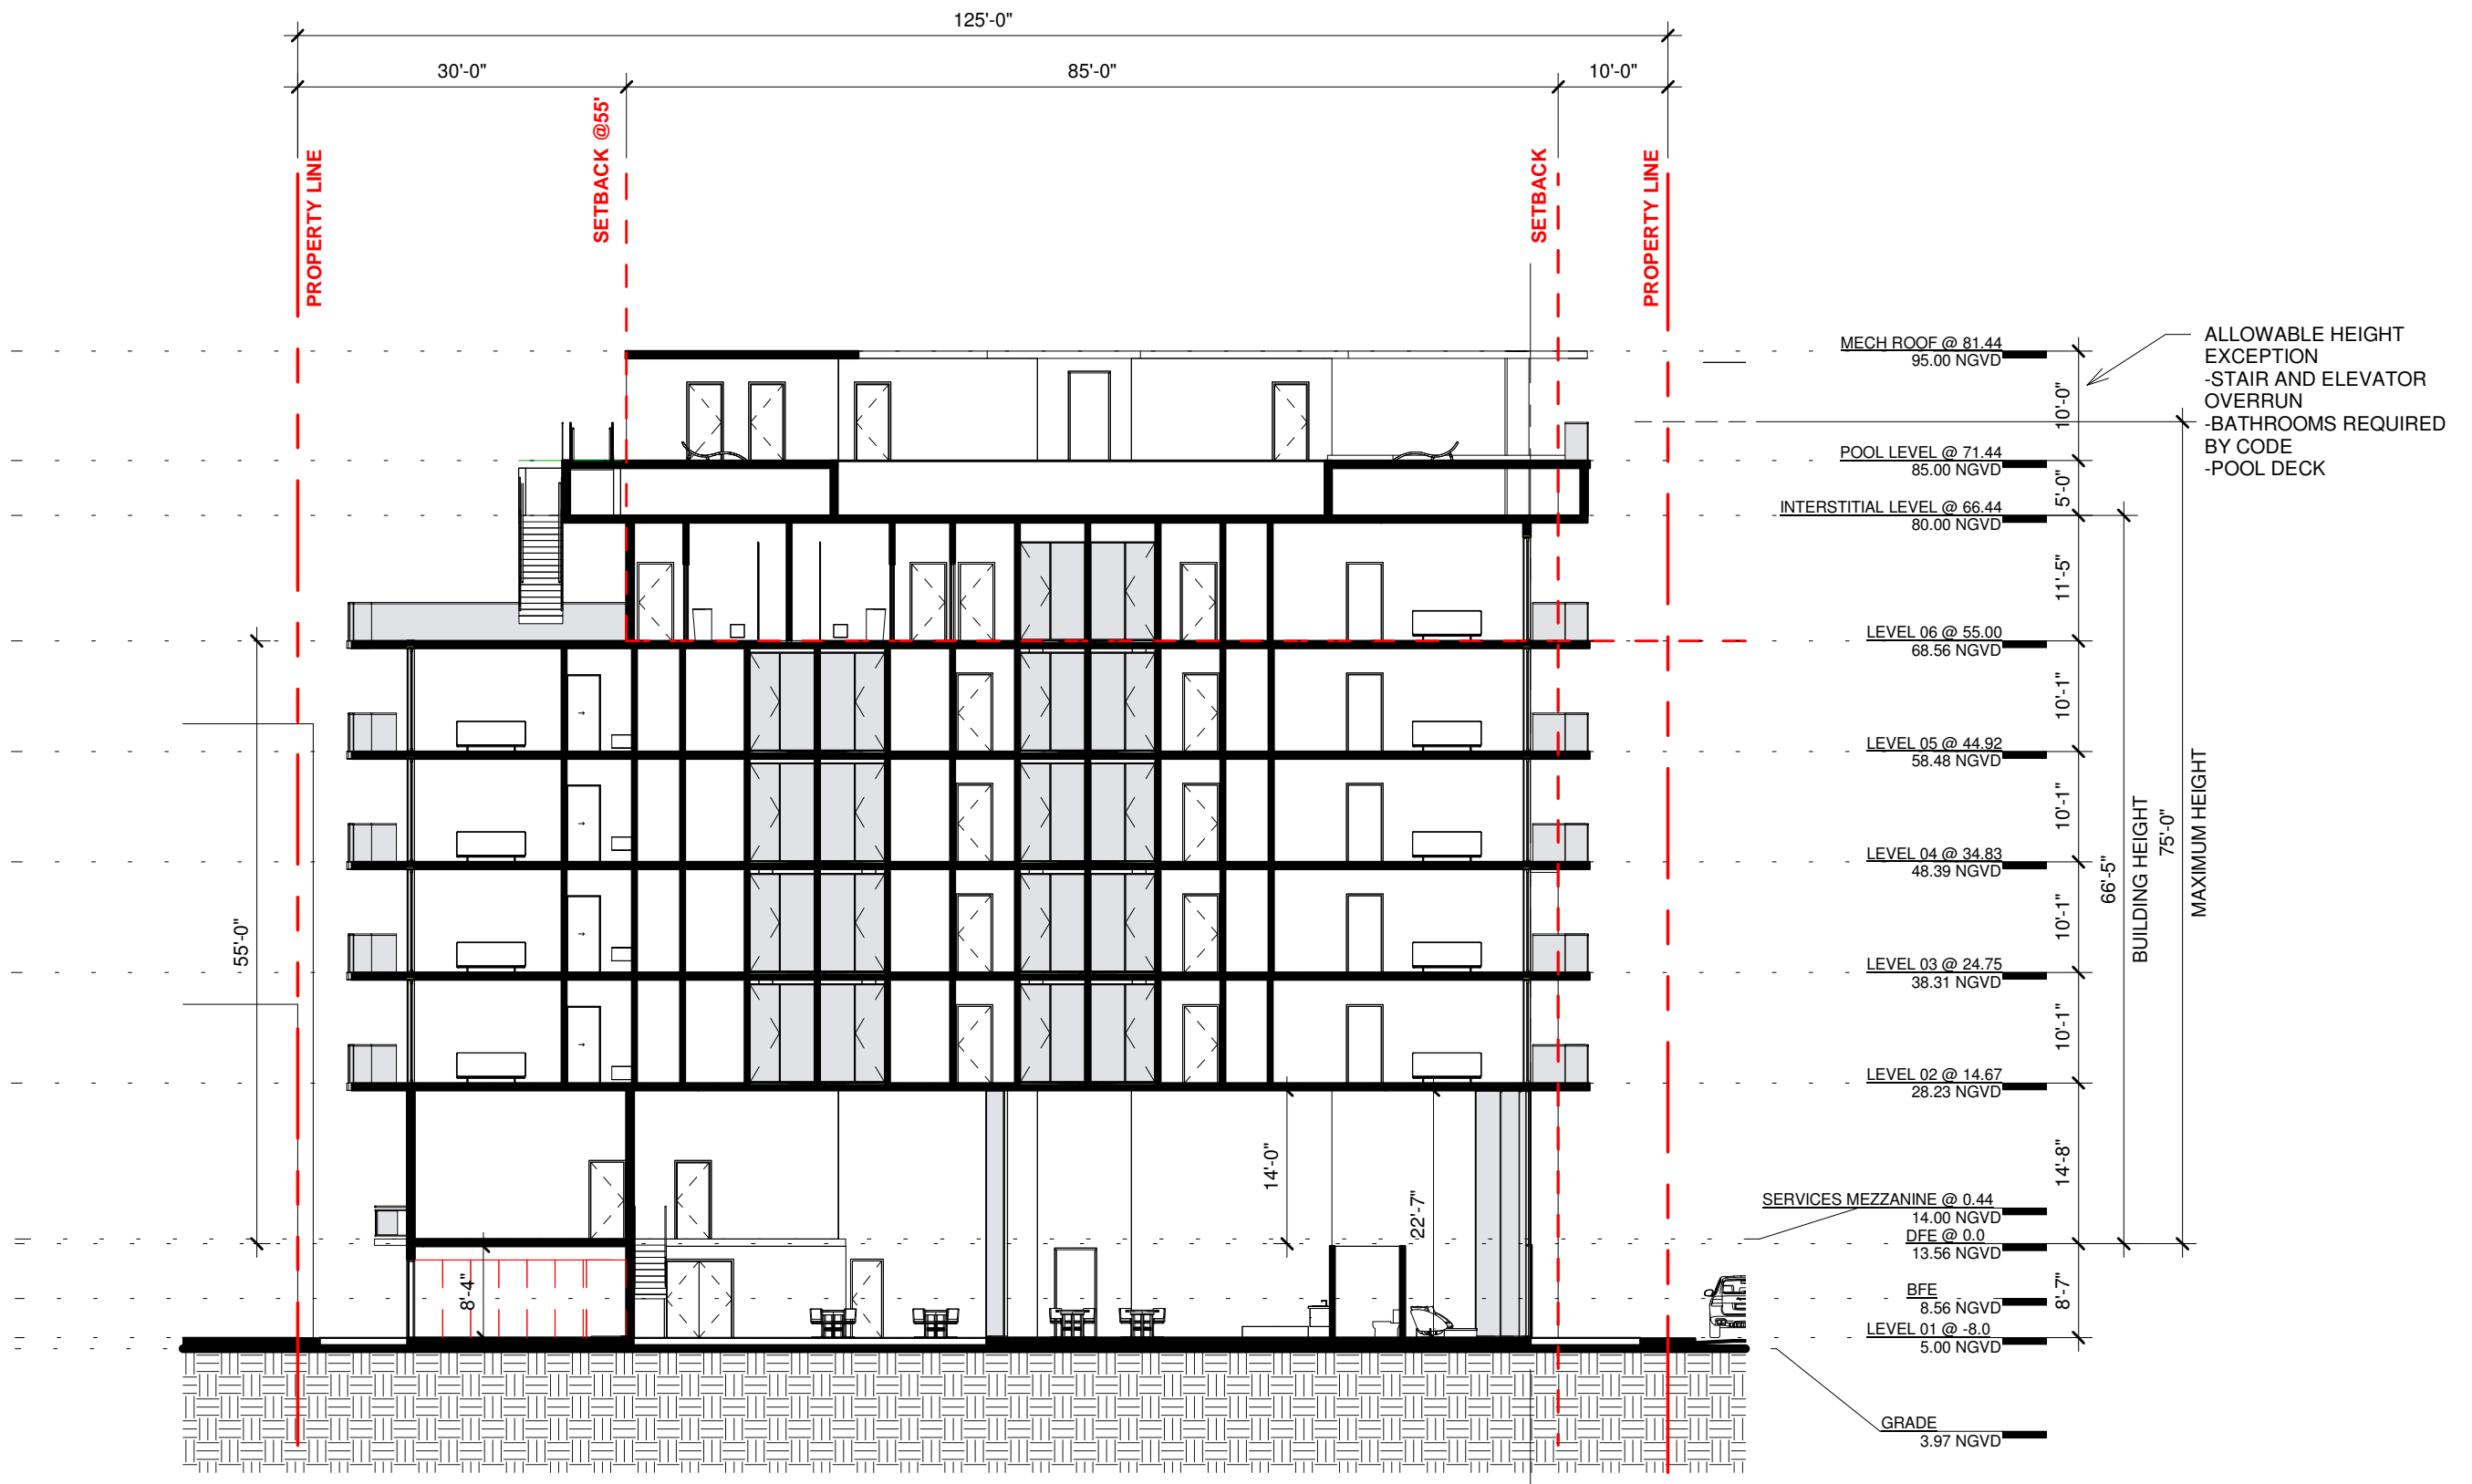 125'-0"
30'-0"
85'-0"
10'-0"
PROPERTY LINE
SETBACK @55'
SETBACK
PROPERTY LINE
MECH ROOF @ 81.44
95.00 NGVD
10'-0"
ALLOWABLE HEIGHT
EXCEPTION
-STAIR AND ELEVATOR
OVERRUN
-BATHROOMS REQUIRED
BY CODE
-POOL DECK
POOL LEVEL @ 71.44
85.00 NGVD
5'-0"
INTERSTITIAL LEVEL @ 66.44
80.00 NGVD
11'-5"
LEVEL 06 @ 55.00
68.56 NGVD
10'-1"
LEVEL 05 @ 44.92
58.48 NGVD
10'-1"
LEVEL 04 @ 34.83
48.39 NGVD
10'-1"
LEVEL 03 @ 24.75
38.31 NGVD
10'-1"
LEVEL 02 @ 14.67
28.23 NGVD
14'-8"
66'-5"
BUILDING HEIGHT
75'-0"
MAXIMUM HEIGHT
55'-0"
14'-0"
22'-7"
8'-4"
SERVICES MEZZANINE @ 0.44
14.00 NGVD
DFE @ 0.0
13.56 NGVD
8'-7"
BFE
8.56 NGVD
LEVEL 01 @ -8.0
5.00 NGVD
GRADE
3.97 NGVD